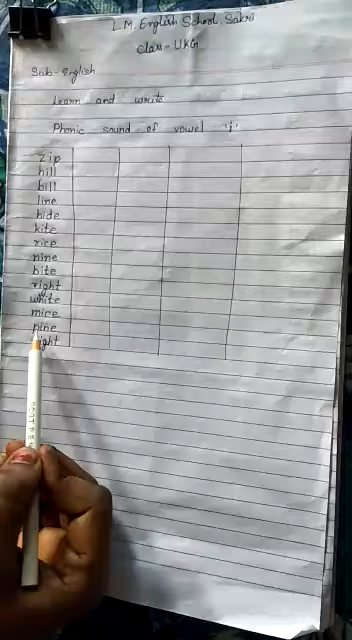 L.M. English School, Sakri
Class - UKG
Sub - English
Learn and write
Phonic sound of vowel 'i'
zip
hill
bill
line
hide
kite
rice
nine
bite
right
white
mice
pine